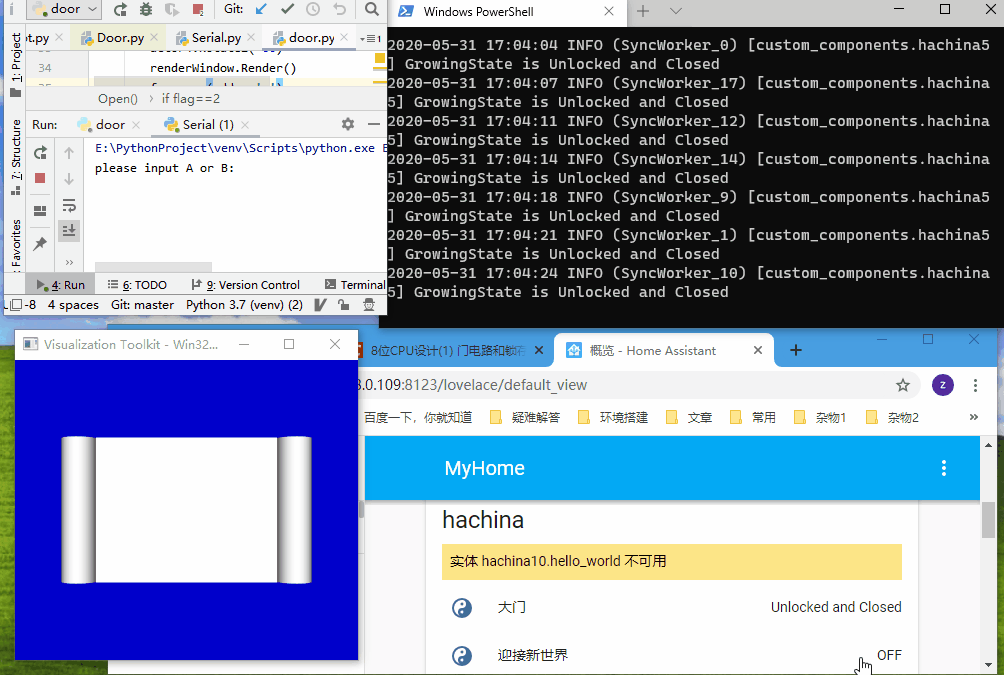 door
Git:
Windows PowerShell
Door.py
Serial.py
door.py
1: Project
7: Structure
Favorites
34
renderWindow.Render()
Open()
if flag==2
Run:
door
Serial (1)
E:\PythonProject\venv\Scripts\python.exe
please input A or B:
4: Run
6: TODO
9: Version Control
Terminal
-8
4 spaces
Git: master
Python 3.7 (venv) (2)
2020-05-31 17:04:04 INFO (SyncWorker_0) [custom_components.hachina5
] GrowingState is Unlocked and Closed
2020-05-31 17:04:07 INFO (SyncWorker_17) [custom_components.hachina
5] GrowingState is Unlocked and Closed
2020-05-31 17:04:11 INFO (SyncWorker_12) [custom_components.hachina
5] GrowingState is Unlocked and Closed
2020-05-31 17:04:14 INFO (SyncWorker_14) [custom_components.hachina
5] GrowingState is Unlocked and Closed
2020-05-31 17:04:18 INFO (SyncWorker_9) [custom_components.hachina5
] GrowingState is Unlocked and Closed
2020-05-31 17:04:21 INFO (SyncWorker_1) [custom_components.hachina5
] GrowingState is Unlocked and Closed
2020-05-31 17:04:24 INFO (SyncWorker_10) [custom_components.hachina
5] GrowingState is Unlocked and Closed
Visualization Toolkit - Win32...
8位CPU设计(1) 门电路和锁存
概览 - Home Assistant
.0.109:8123/lovelace/default_view
z
百度一下，你就知道
疑难解答
环境搭建
文章
常用
杂物1
杂物2
MyHome
hachina
实体 hachina10.hello_world 不可用
大门
Unlocked and Closed
迎接新世界
OFF